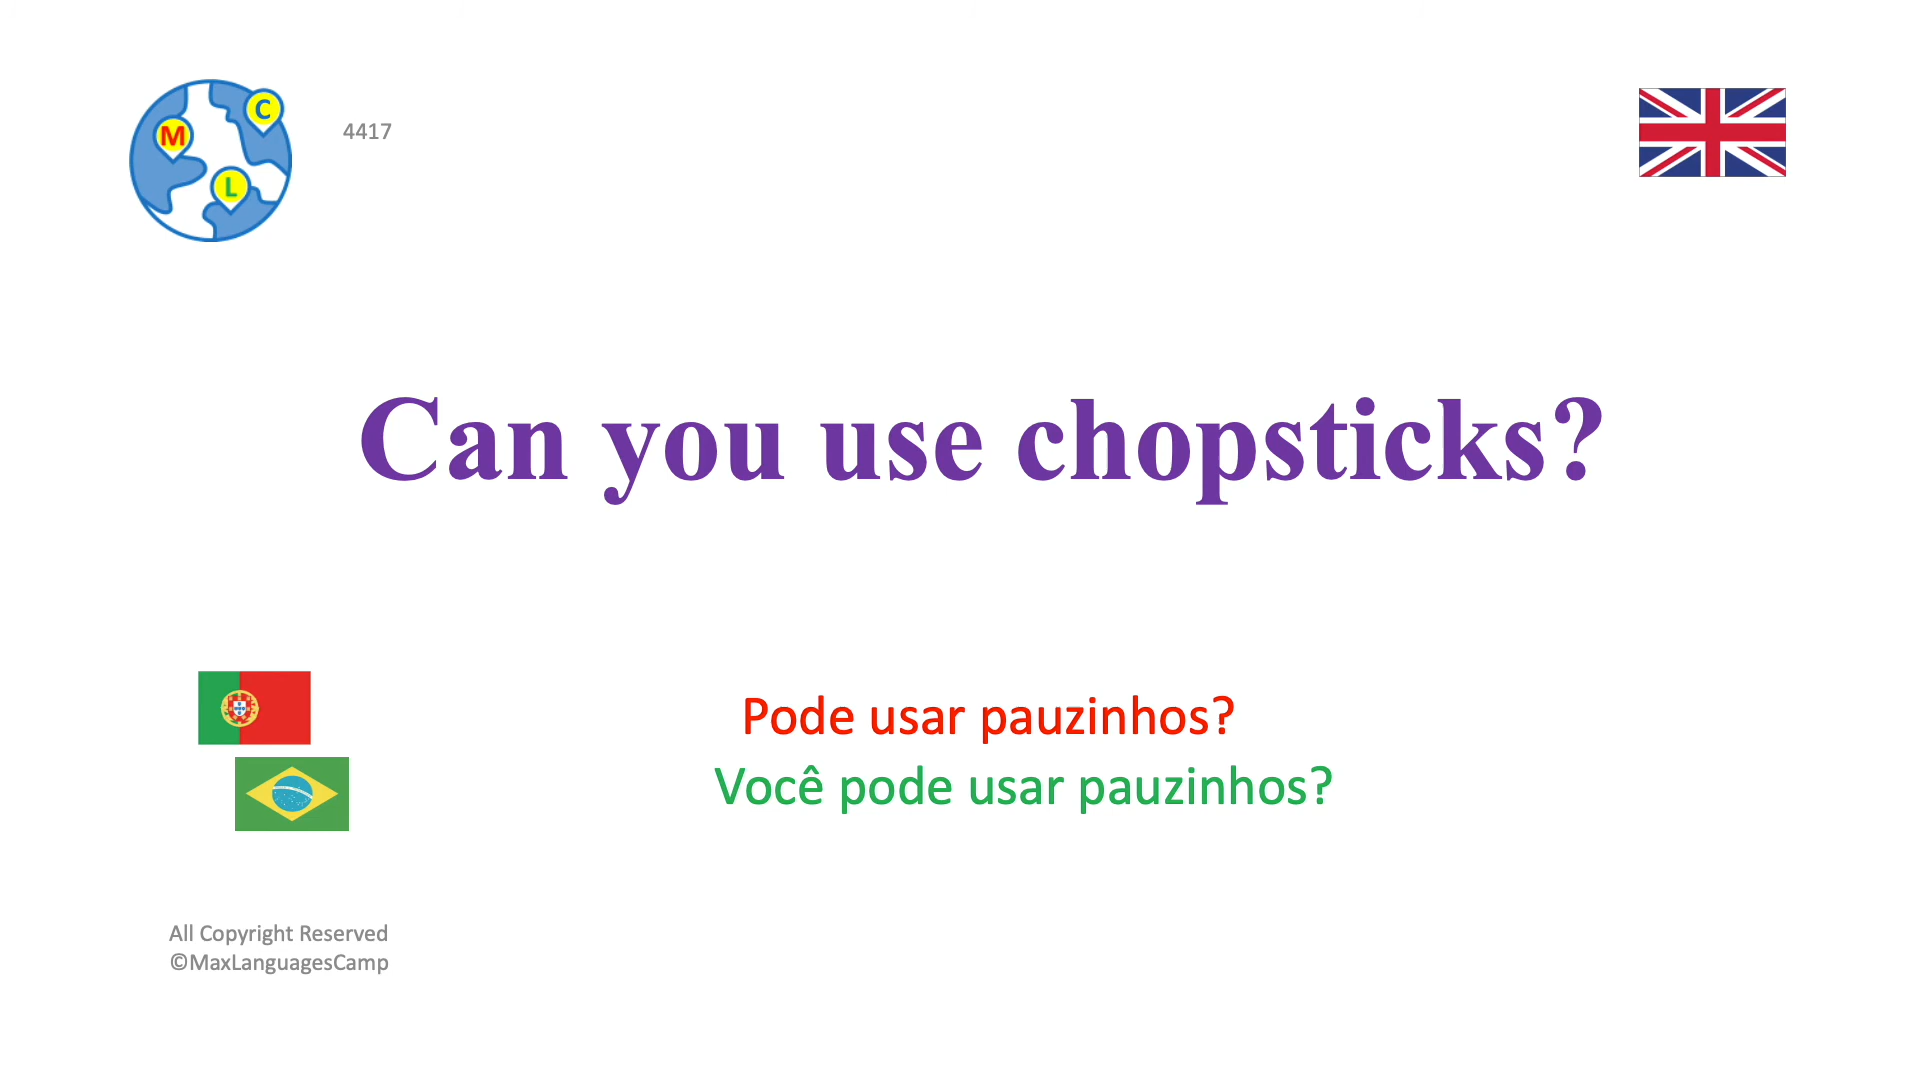 C
M
L
4417
Can you use chopsticks?
Pode usar pauzinhos?
Você pode usar pauzinhos?
All Copyright Reserved
©MaxLanguagesCamp